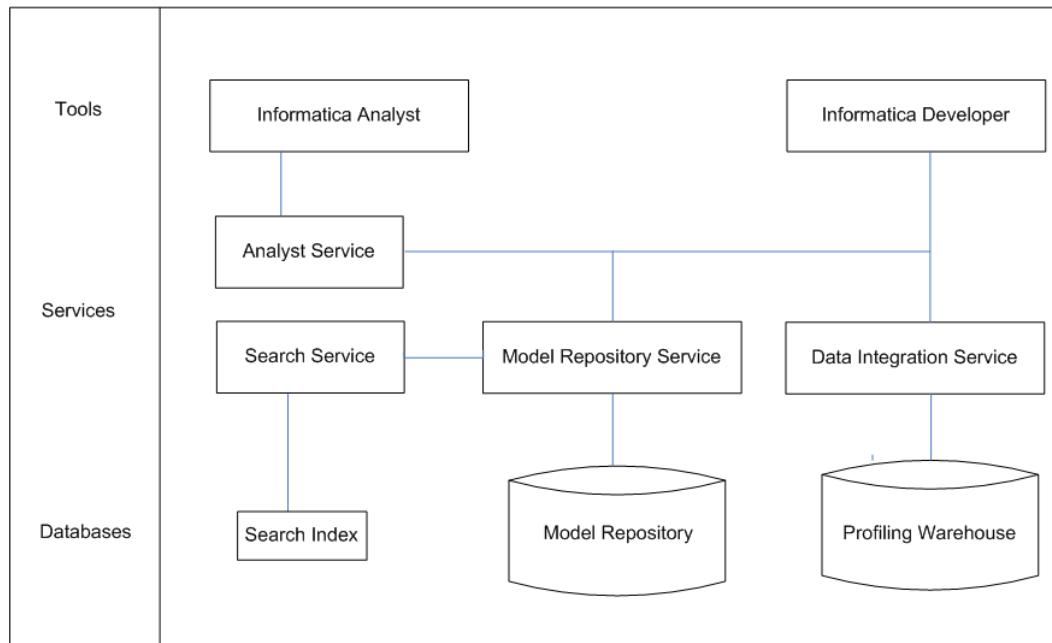 Tools
Informatica Analyst
Informatica Developer
Analyst Service
Services
Search Service
Model Repository Service
Data Integration Service
Databases
Search Index
Model Repository
Profiling Warehouse